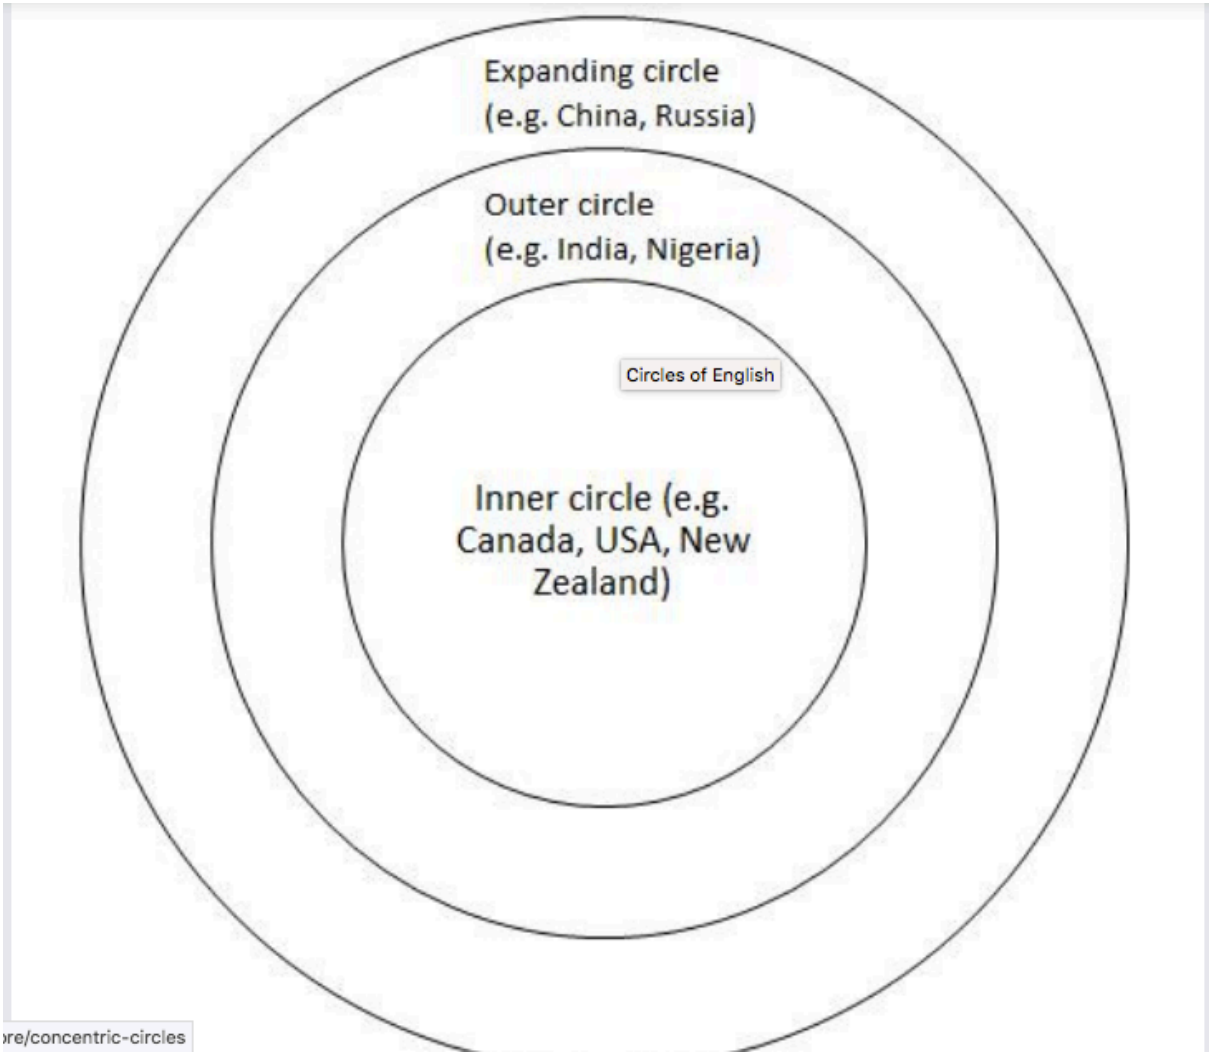 Expanding circle
(e.g. China, Russia)
Outer circle
(e.g. India, Nigeria)
Circles of English
Inner circle (e.g.
Canada, USA, New
Zealand)
ore/concentric-circles